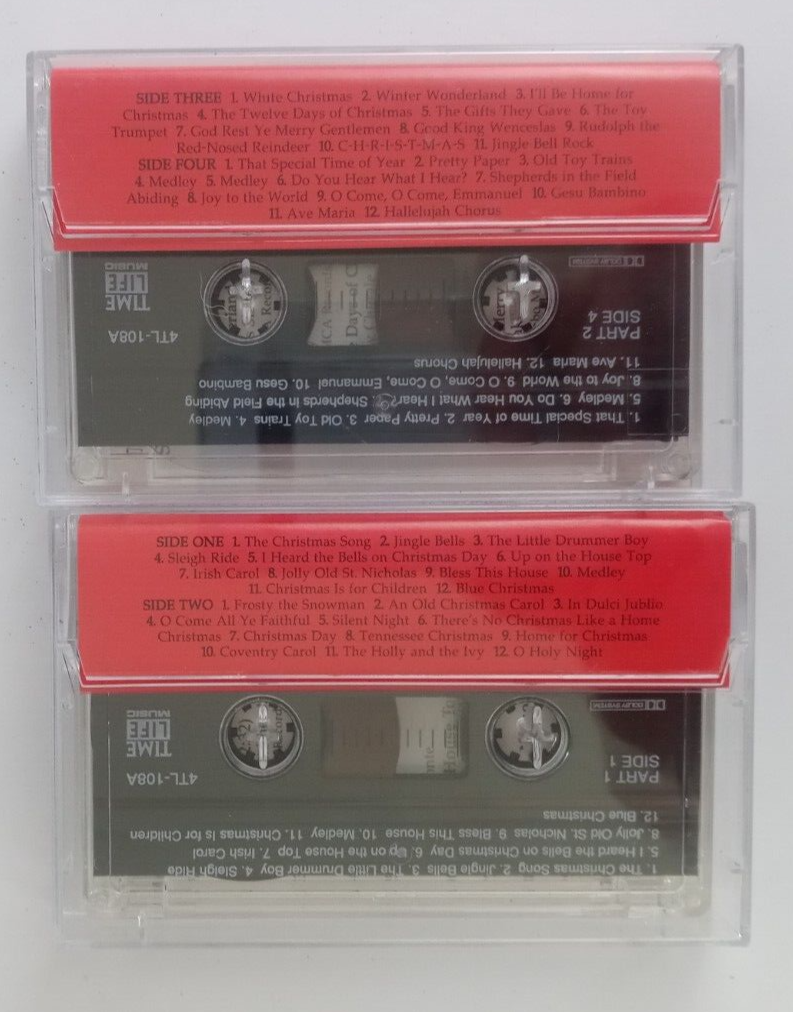 SIDE THREE 1. White Christmas 2. Winter Wonderland 3. I'll Be Home for
Christmas 4. The Twelve Days of Christmas 5. The Gifts They Gave 6. The Toy
Trumpet 7. God Rest Ye Merry Gentlemen 8. Good King Wenceslas 9. Rudolph the
Red-Nosed Reindeer 10. C-H-R-I-S-T-M-A-S 11. Jingle Bell Rock
SIDE FOUR 1. That Special Time of Year 2. Pretty Paper 3. Old Toy Trains
4. Medley 5. Medley 6. Do You Hear What I Hear? 7. Shepherds in the Field
Abiding 8. Joy to the World 9. O Come, O Come, Emmanuel 10. Gesu Bambino
11. Ave Maria 12. Hallelujah Chorus
1. That Special Time of Year 2. Pretty Paper 3. Old Toy Trains 4. Medley
5. Medley 6. Do You Hear What I Hear? 7. Shepherds in the Field Abiding
8. Joy to the World 9. O Come, O Come, Emmanuel 10. Gesu Bambino
11. Ave Maria 12. Hallelujah Chorus
PART 2
SIDE 4
4TL-108A
TIME
LIFE
MUSIC
DOLBY SYSTEM
Days of C
SIDE ONE 1. The Christmas Song 2. Jingle Bells 3. The Little Drummer Boy
4. Sleigh Ride 5. I Heard the Bells on Christmas Day 6. Up on the House Top
7. Irish Carol 8. Jolly Old St. Nicholas 9. Bless This House 10. Medley
11. Christmas Is for Children 12. Blue Christmas
SIDE TWO 1. Frosty the Snowman 2. An Old Christmas Carol 3. In Dulci Jublio
4. O Come All Ye Faithful 5. Silent Night 6. There's No Christmas Like a Home
Christmas 7. Christmas Day 8. Tennessee Christmas 9. Home for Christmas
10. Coventry Carol 11. The Holly and the Ivy 12. O Holy Night
1. The Christmas Song 2. Jingle Bells 3. The Little Drummer Boy 4. Sleigh Ride
5. I Heard the Bells on Christmas Day 6. Up on the House Top 7. Irish Carol
8. Jolly Old St. Nicholas 9. Bless This House 10. Medley 11. Christmas Is for Children
12. Blue Christmas
PART 1
SIDE 1
4TL-108A
TIME
LIFE
MUSIC
DOLBY SYSTEM
House To